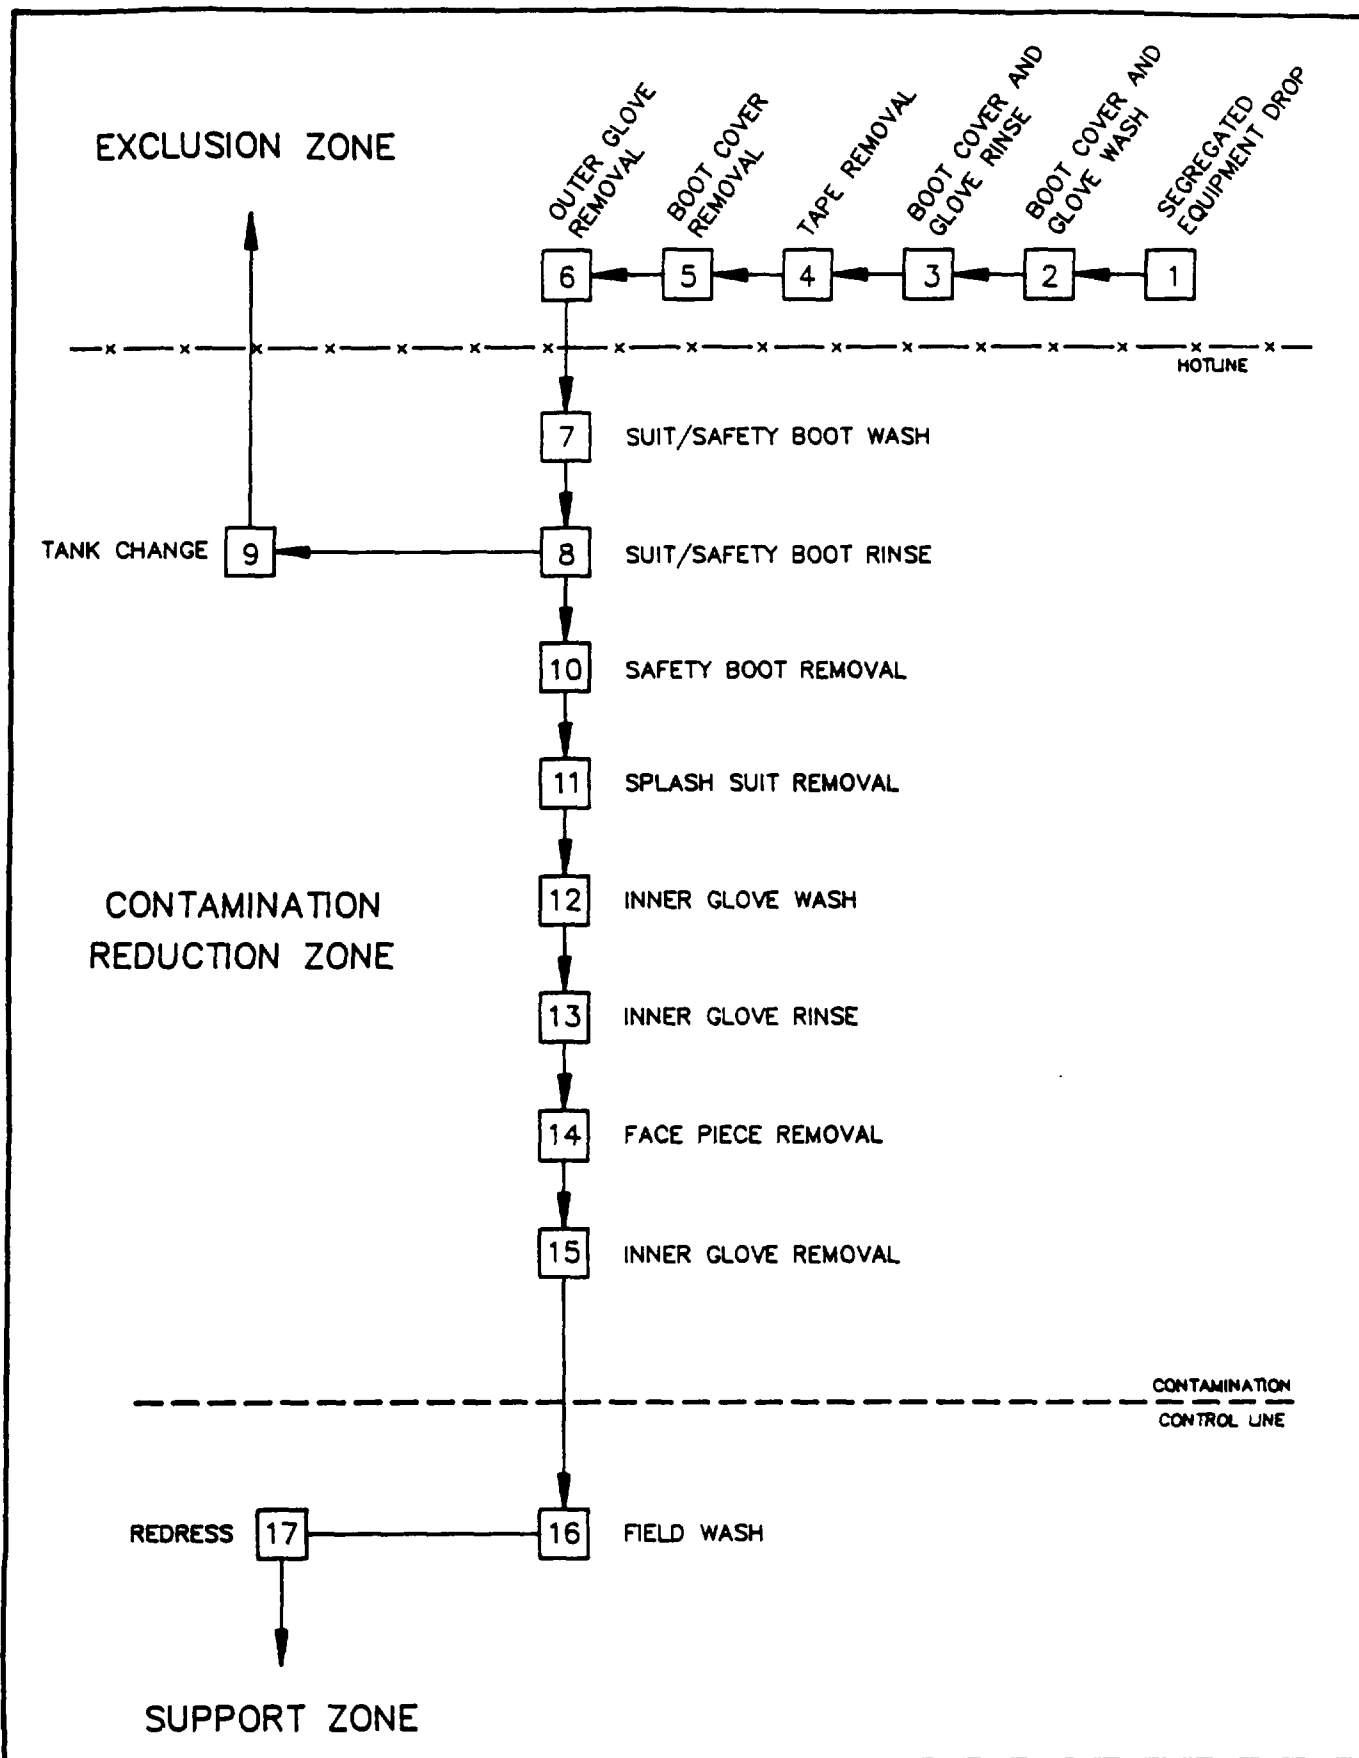 EXCLUSION ZONE
OUTER GLOVE
REMOVAL
BOOT COVER
REMOVAL
TAPE REMOVAL
BOOT COVER AND
GLOVE RINSE
BOOT COVER AND
GLOVE WASH
SEGREGATED
EQUIPMENT DROP
6
5
4
3
2
1
HOTLINE
7
SUIT/SAFETY BOOT WASH
TANK CHANGE
9
8
SUIT/SAFETY BOOT RINSE
10
SAFETY BOOT REMOVAL
11
SPLASH SUIT REMOVAL
CONTAMINATION
REDUCTION ZONE
12
INNER GLOVE WASH
13
INNER GLOVE RINSE
14
FACE PIECE REMOVAL
15
INNER GLOVE REMOVAL
CONTAMINATION
CONTROL LINE
REDRESS
17
16
FIELD WASH
SUPPORT ZONE